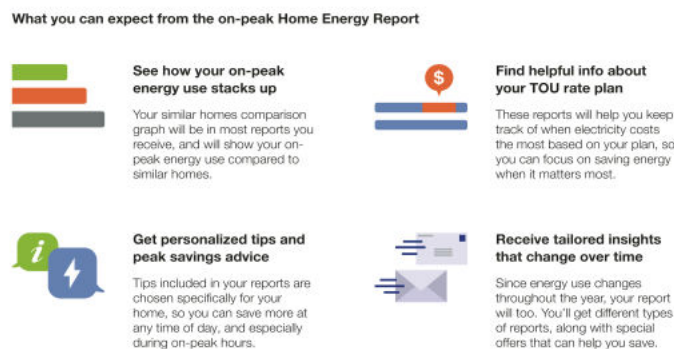 What you can expect from the on-peak Home Energy Report
See how your on-peak
energy use stacks up
Your similar homes comparison
graph will be in most reports you
receive, and will show your on-
peak energy use compared to
similar homes.
$
Find helpful info about
your TOU rate plan
These reports will help you keep
track of when electricity costs
the most based on your plan, so
you can focus on saving energy
when it matters most.
i
Get personalized tips and
peak savings advice
Tips included in your reports are
chosen specifically for your
home, so you can save more at
any time of day, and especially
during on-peak hours.
Receive tailored insights
that change over time
Since energy use changes
throughout the year, your report
will too. You'll get different types
of reports, along with special
offers that can help you save.